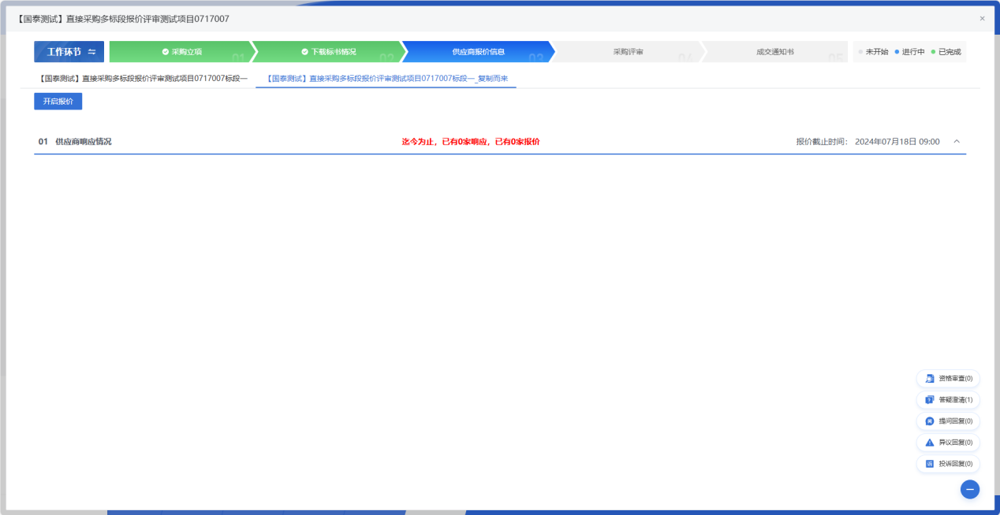 【国泰测试】直接采购多标段报价评审测试项目0717007
工作环节 采购立项 01 下载标书情况 02 供应商报价信息 03 采购评审 04 成交通知书 05 未开始 进行中 已完成
【国泰测试】直接采购多标段报价评审测试项目0717007标段一 【国泰测试】直接采购多标段报价评审测试项目0717007标段一_复制而来
开启报价
01 供应商响应情况 迄今为止，已有0家响应，已有0家报价 报价截止时间： 2024年07月18日 09:00
资格审查(0)
答疑澄清(1)
提问回复(0)
异议回复(0)
投诉回复(0)